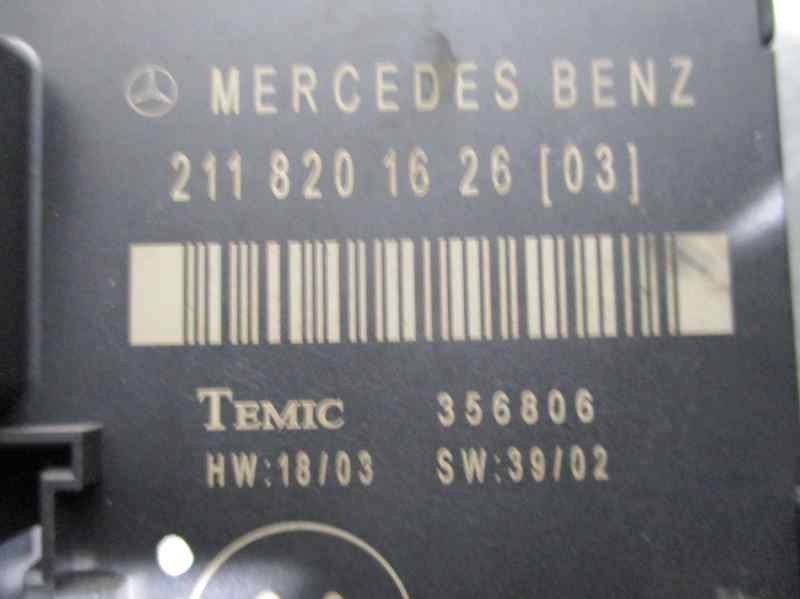 MERCEDES BENZ
211 820 16 26 [03]
TEMIC 356806
HW:18/03 SW:39/02